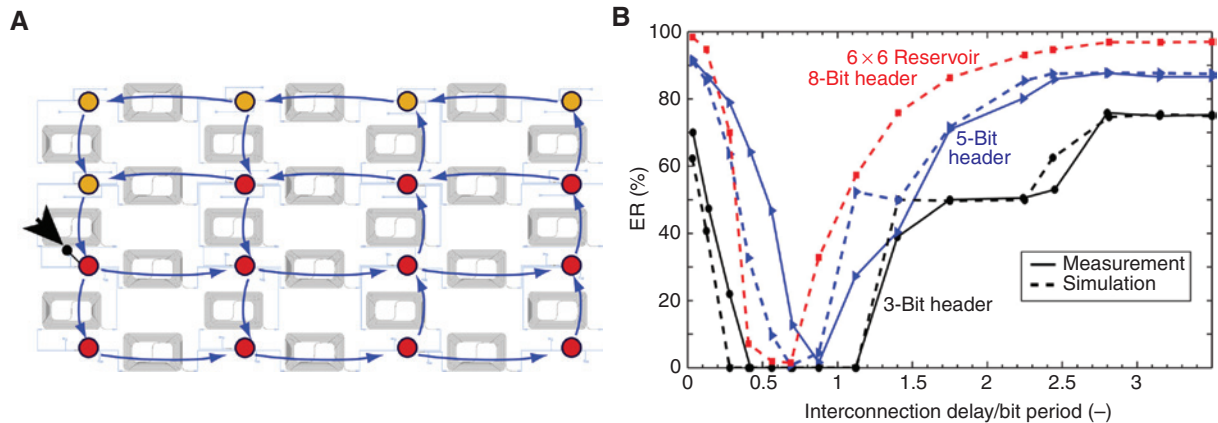 A
B
100
80
60
40
20
0
ER (%)
6 × 6 Reservoir
8-Bit header
5-Bit
header
3-Bit header
Measurement
Simulation
0 0.5 1 1.5 2 2.5 3
Interconnection delay/bit period (–)